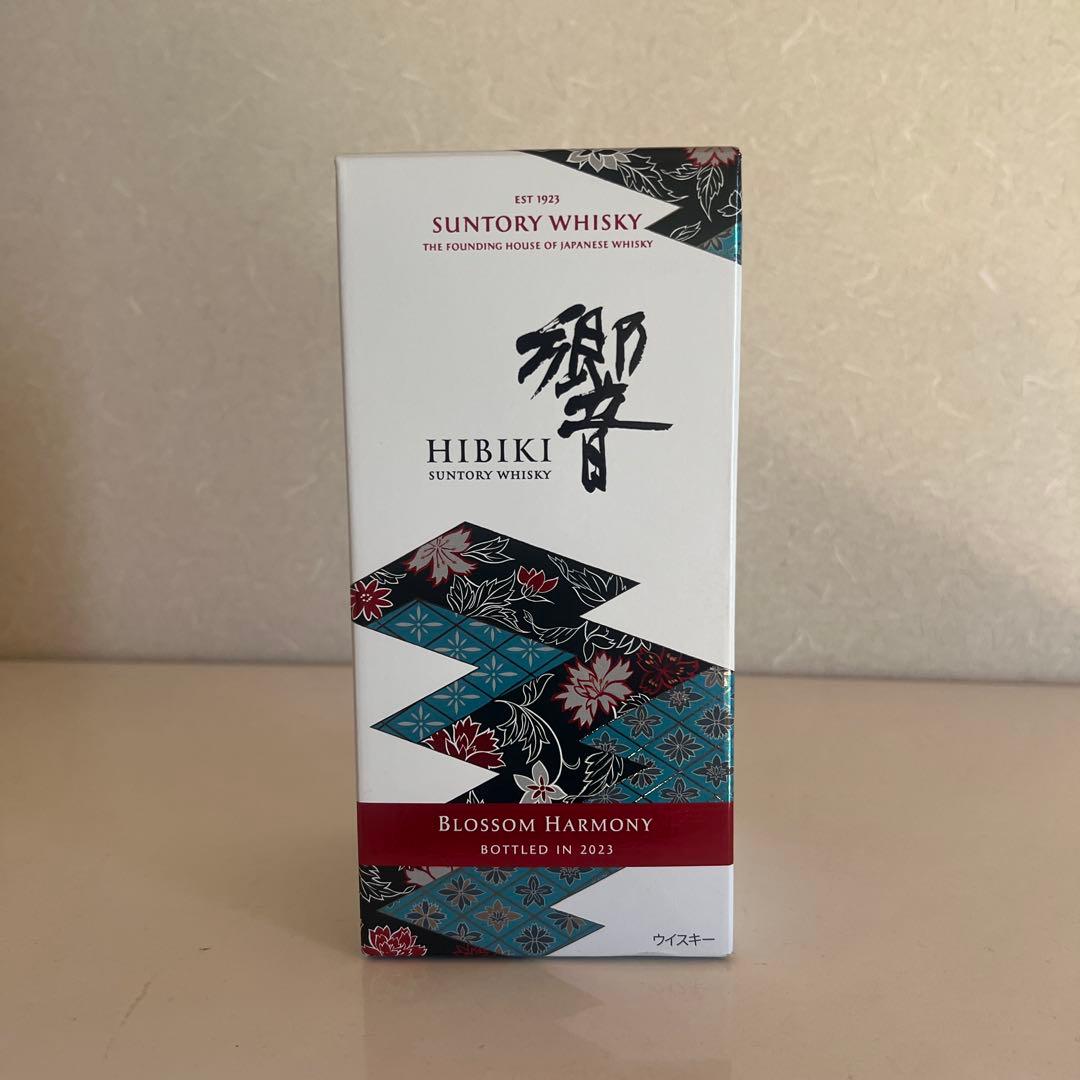 EST 1923
SUNTORY WHISKY
THE FOUNDING HOUSE OF JAPANESE WHISKY
響
HIBIKI
SUNTORY WHISKY
BLOSSOM HARMONY
BOTTLED IN 2023
ウイスキー